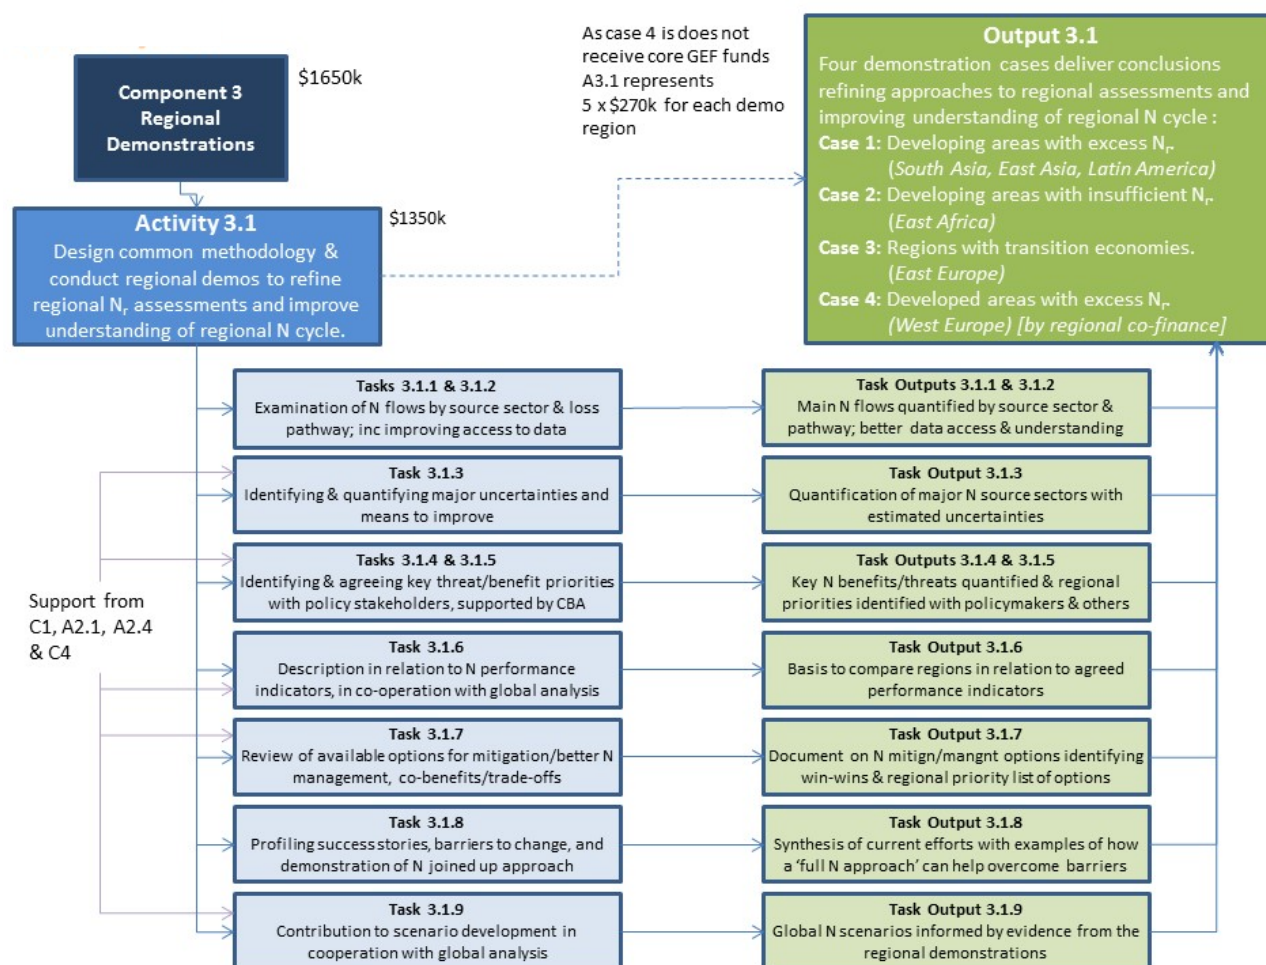 Component 3
Regional
Demonstrations
$1650k
As case 4 is does not
receive core GEF funds
A3.1 represents
5 x $270k for each demo
region
Output 3.1
Four demonstration cases deliver conclusions
refining approaches to regional assessments and
improving understanding of regional N cycle :
Case 1: Developing areas with excess Nr.
(South Asia, East Asia, Latin America)
Case 2: Developing areas with insufficient Nr.
(East Africa)
Case 3: Regions with transition economies.
(East Europe)
Case 4: Developed areas with excess Nr.
(West Europe) [by regional co-finance]
Activity 3.1
Design common methodology &
conduct regional demos to refine
regional Nr assessments and improve
understanding of regional N cycle.
$1350k
Tasks 3.1.1 & 3.1.2
Examination of N flows by source sector & loss
pathway; inc improving access to data
Task Outputs 3.1.1 & 3.1.2
Main N flows quantified by source sector &
pathway; better data access & understanding
Task 3.1.3
Identifying & quantifying major uncertainties and
means to improve
Task Output 3.1.3
Quantification of major N source sectors with
estimated uncertainties
Tasks 3.1.4 & 3.1.5
Identifying & agreeing key threat/benefit priorities
with policy stakeholders, supported by CBA
Task Outputs 3.1.4 & 3.1.5
Key N benefits/threats quantified & regional
priorities identified with policymakers & others
Support from
C1, A2.1, A2.4
& C4
Task 3.1.6
Description in relation to N performance
indicators, in co-operation with global analysis
Task Output 3.1.6
Basis to compare regions in relation to agreed
performance indicators
Task 3.1.7
Review of available options for mitigation/better N
management, co-benefits/trade-offs
Task Output 3.1.7
Document on N mitign/mangnt options identifying
win-wins & regional priority list of options
Task 3.1.8
Profiling success stories, barriers to change, and
demonstration of N joined up approach
Task Output 3.1.8
Synthesis of current efforts with examples of how
a ‘full N approach’ can help overcome barriers
Task 3.1.9
Contribution to scenario development in
cooperation with global analysis
Task Output 3.1.9
Global N scenarios informed by evidence from the
regional demonstrations